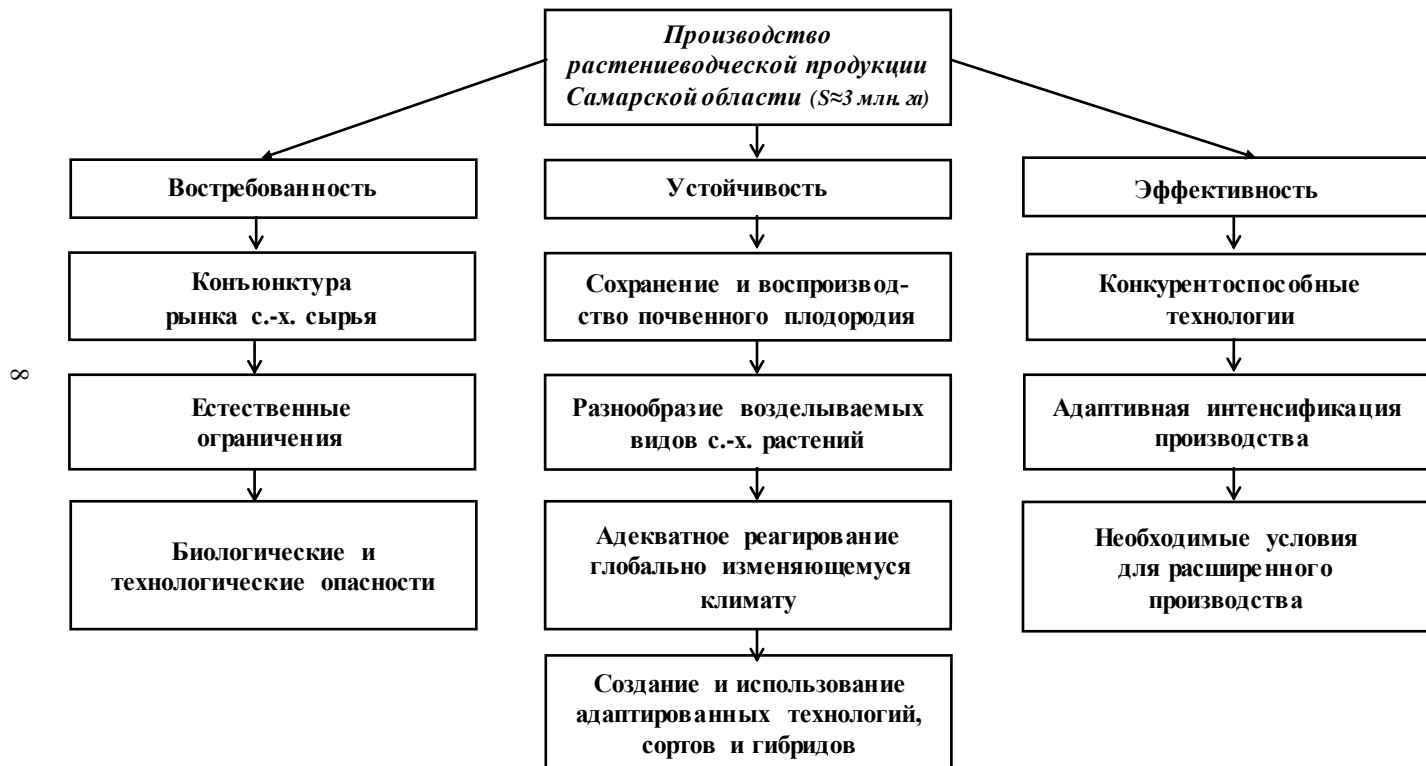 Производство
растениеводческой продукции
Самарской области (S≈3 млн. га)
Востребованность
Конъюнктура
рынка с.-х. сырья
Естественные
ограничения
Биологические и
технологические опасности
Устойчивость
Сохранение и воспроизвод-
ство почвенного плодородия
Разнообразие возделываемых
видов с.-х. растений
Адекватное реагирование
глобально изменяющемуся
климату
Создание и использование
адаптированных технологий,
сортов и гибридов
Эффективность
Конкурентоспособные
технологии
Адаптивная интенсификация
производства
Необходимые условия
для расширенного
производства
8